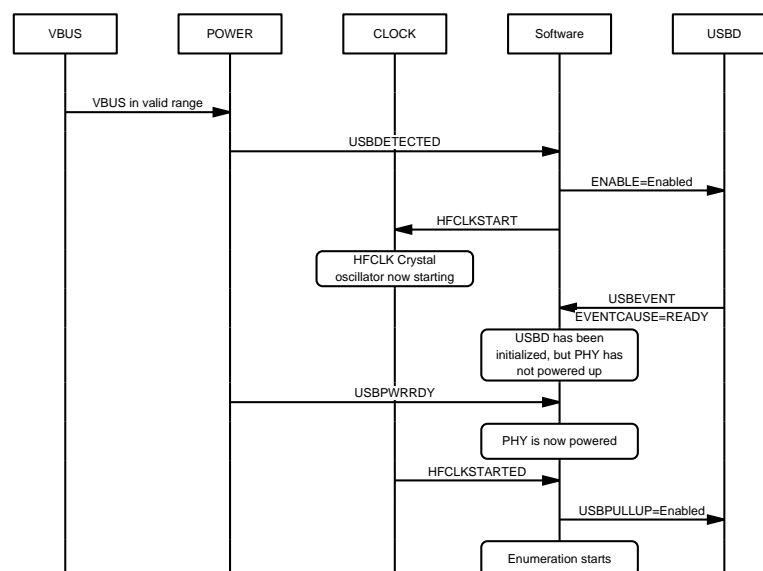 VBUS
POWER
CLOCK
Software
USBD
VBUS in valid range
USBDETECTED
ENABLE=Enabled
HFCLKSTART
HFCLK Crystal
oscillator now starting
USBEVENT
EVENTCAUSE=READY
USBD has been
initialized, but PHY has
not powered up
USBPWRRDY
PHY is now powered
HFCLKSTARTED
USBPULLUP=Enabled
Enumeration starts